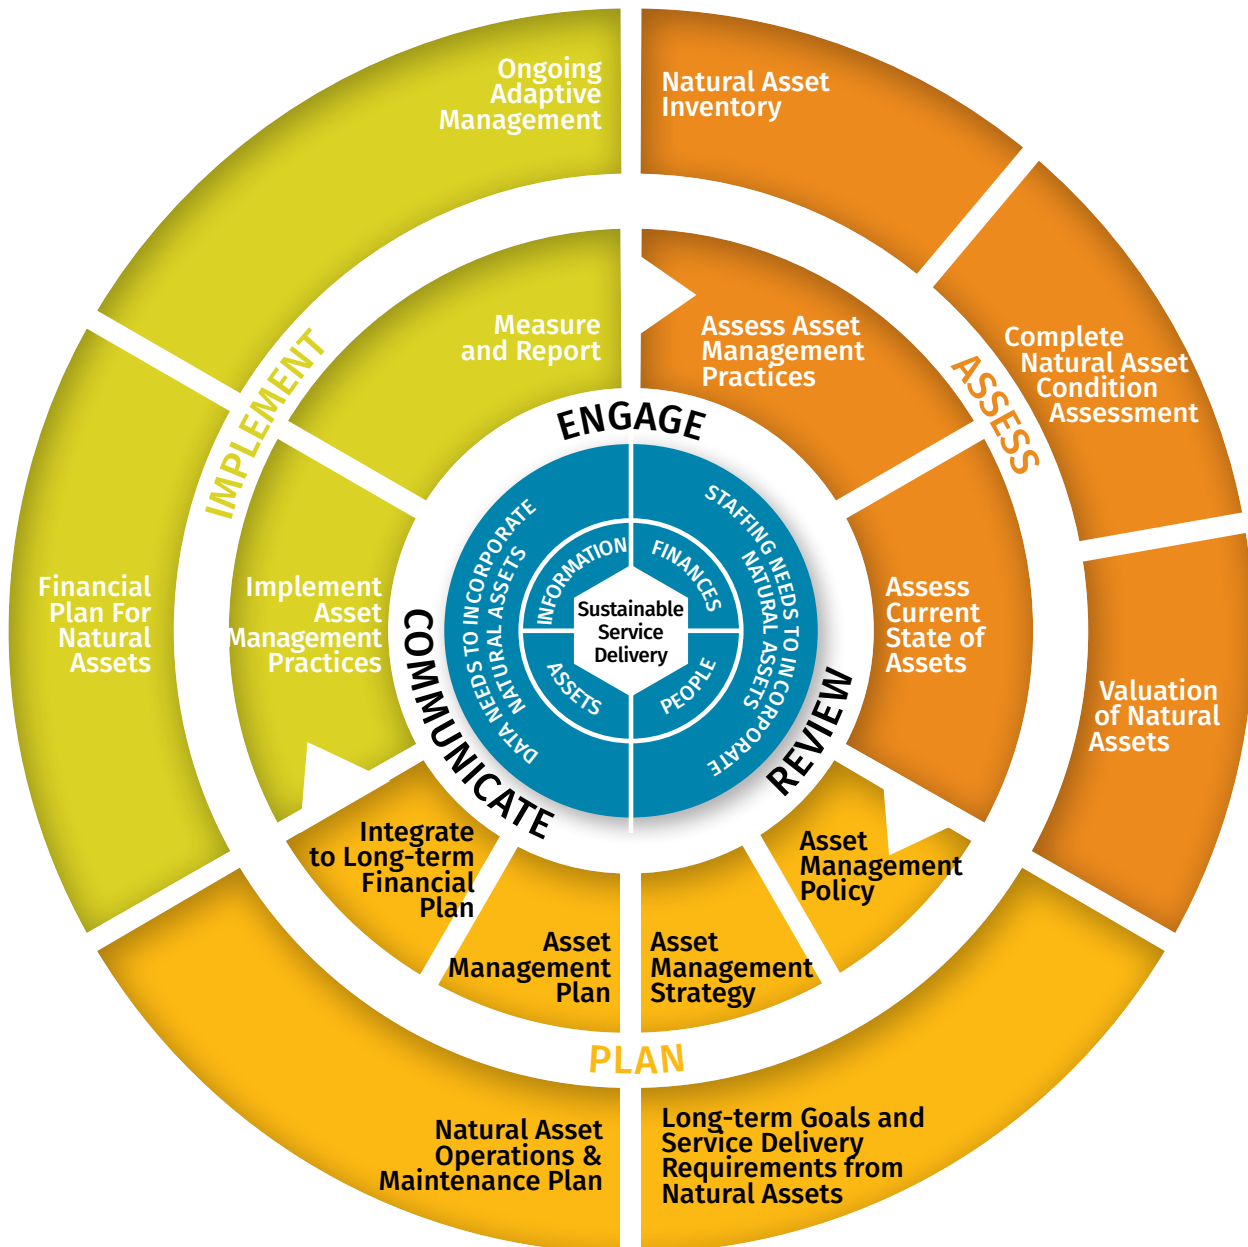 Ongoing
Adaptive
Management
Natural Asset
Inventory
Complete
Natural Asset
Condition
Assessment
Valuation
of Natural
Assets
Long-term Goals and
Service Delivery
Requirements from
Natural Assets
Natural Asset
Operations &
Maintenance Plan
Financial
Plan For
Natural
Assets
IMPLEMENT
ASSESS
PLAN
Measure
and Report
Assess Asset
Management
Practices
Assess
Current
State of
Assets
Asset
Management
Policy
Asset
Management
Strategy
Asset
Management
Plan
Integrate
to Long-term
Financial
Plan
Implement
Asset
Management
Practices
ENGAGE
REVIEW
COMMUNICATE
DATA NEEDS TO INCORPORATE
NATURAL ASSETS
STAFFING NEEDS TO INCORPORATE
NATURAL ASSETS
INFORMATION
FINANCES
ASSETS
PEOPLE
Sustainable
Service
Delivery